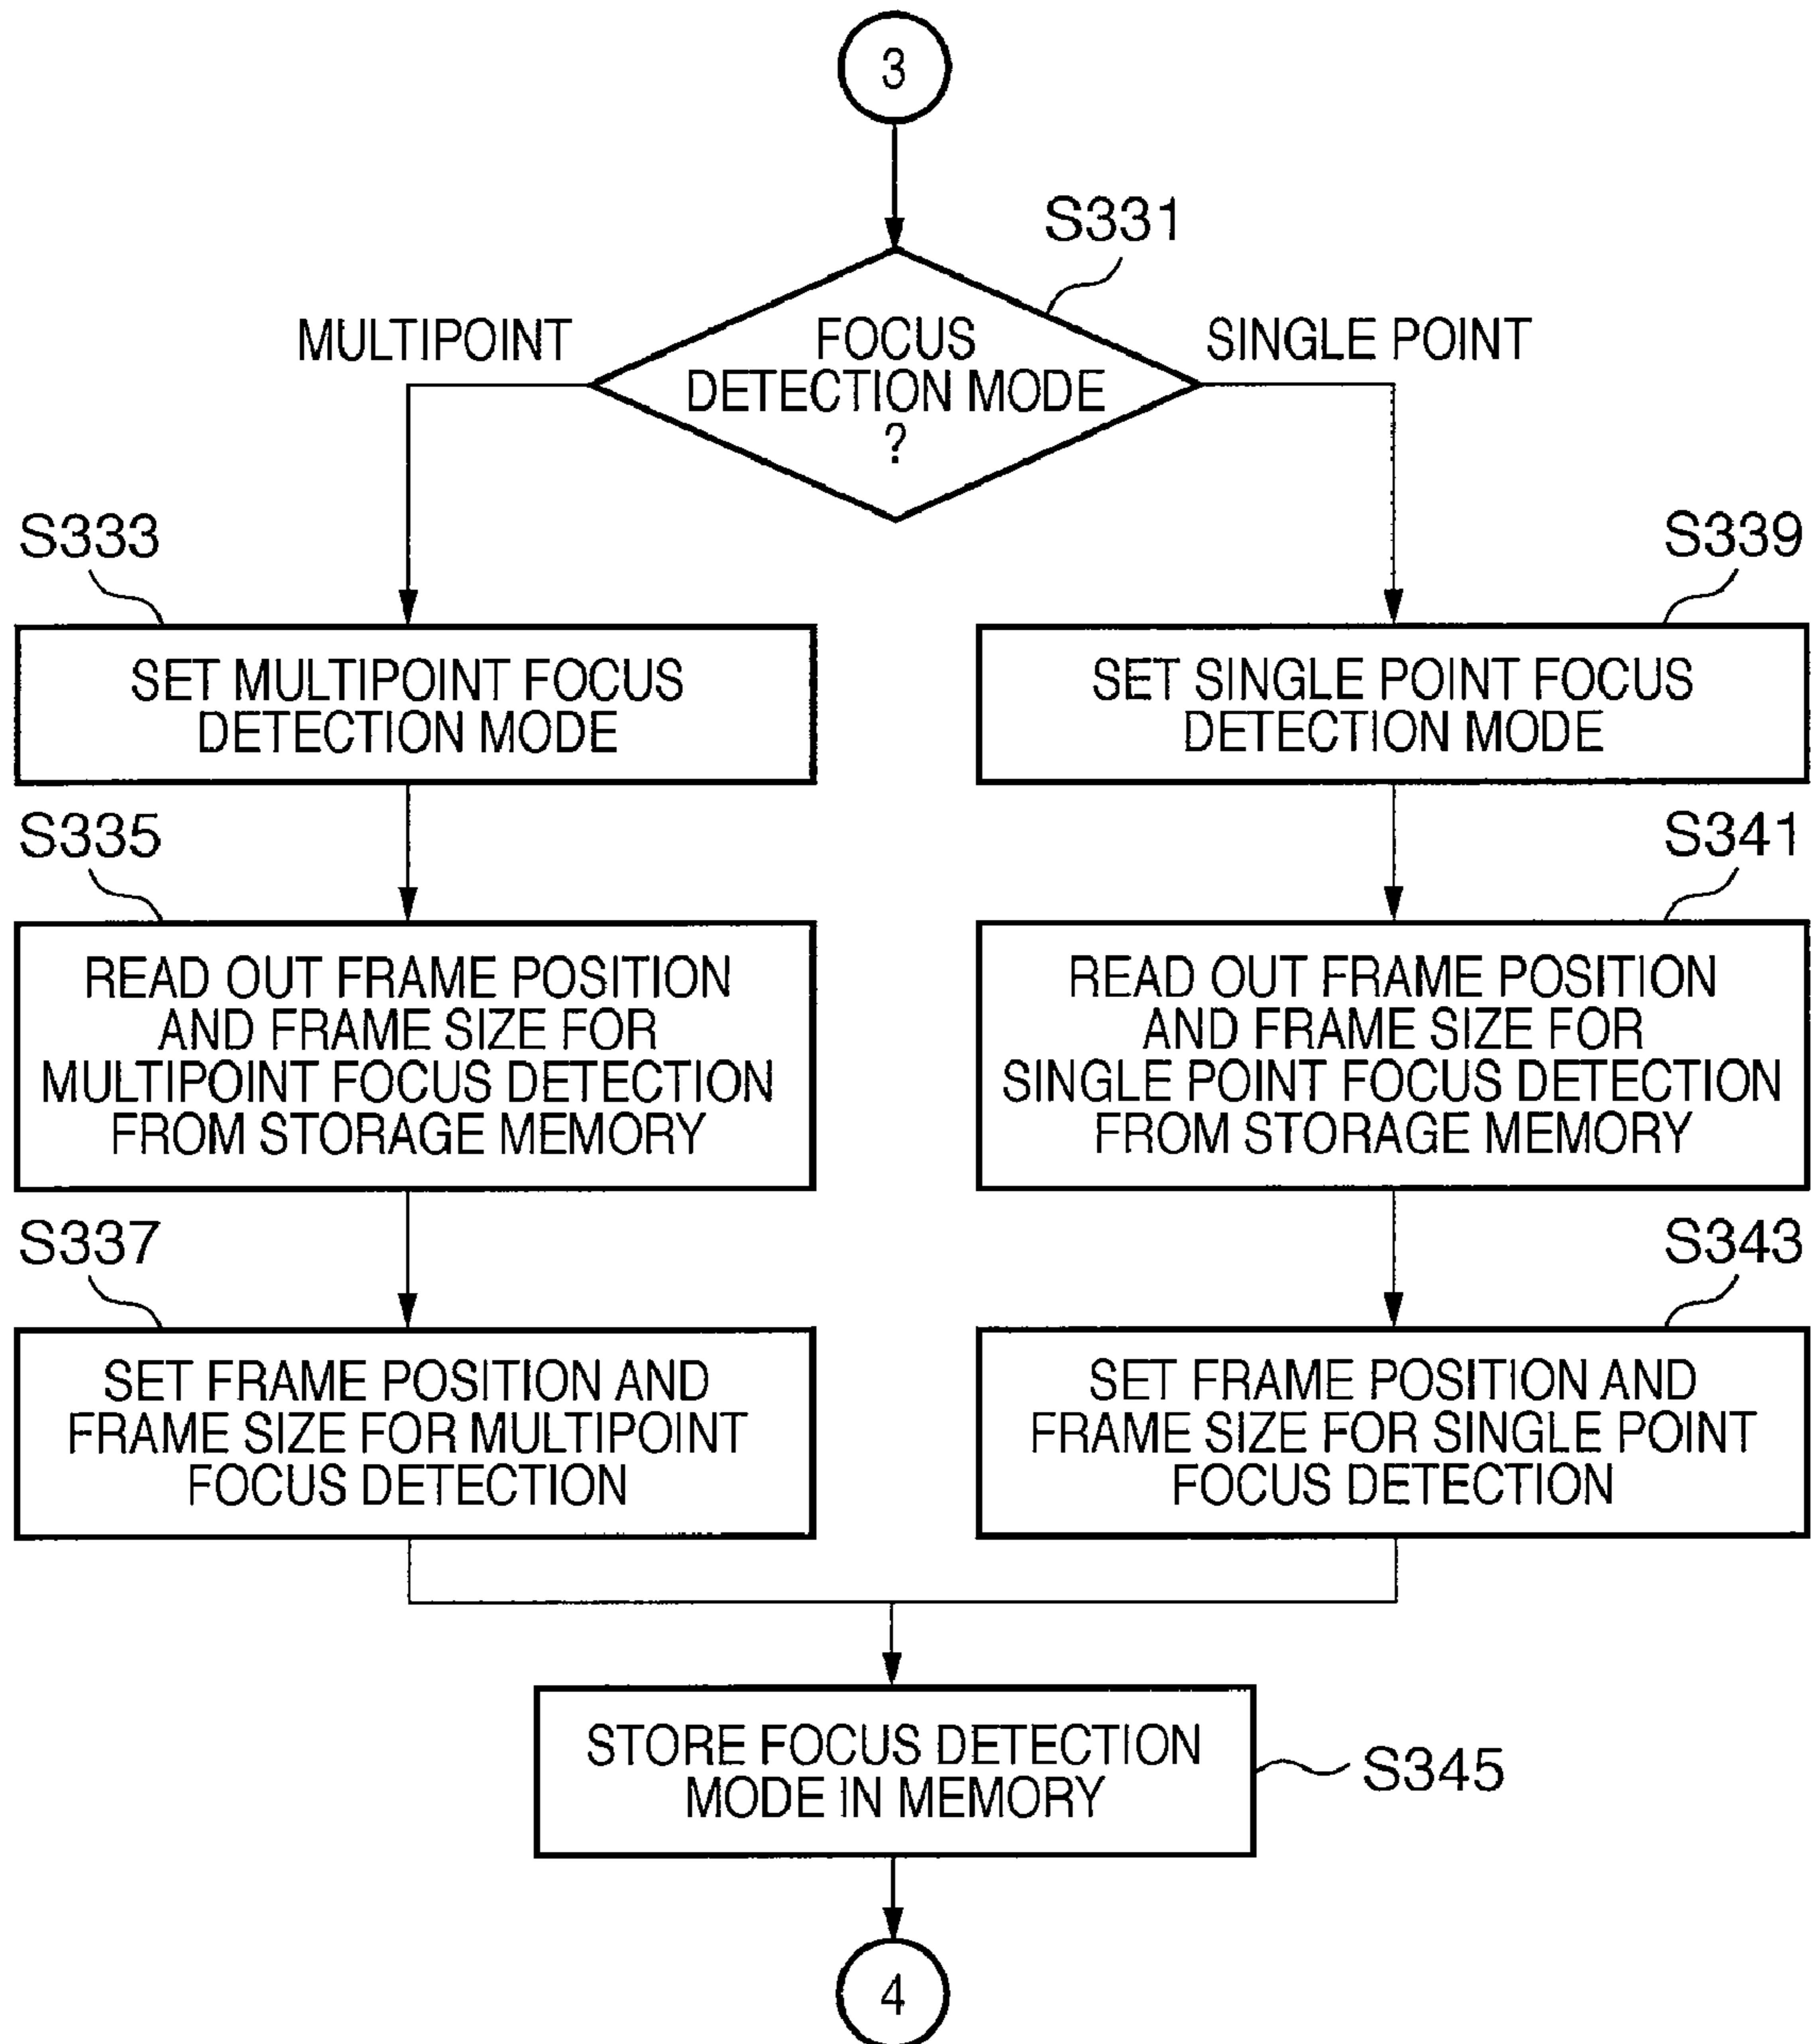 3
S331
FOCUS
DETECTION MODE
?
MULTIPOINT
SINGLE POINT
S333
SET MULTIPOINT FOCUS
DETECTION MODE
S339
SET SINGLE POINT FOCUS
DETECTION MODE
S335
READ OUT FRAME POSITION
AND FRAME SIZE FOR
MULTIPOINT FOCUS DETECTION
FROM STORAGE MEMORY
S341
READ OUT FRAME POSITION
AND FRAME SIZE FOR
SINGLE POINT FOCUS DETECTION
FROM STORAGE MEMORY
S337
SET FRAME POSITION AND
FRAME SIZE FOR MULTIPOINT
FOCUS DETECTION
S343
SET FRAME POSITION AND
FRAME SIZE FOR SINGLE POINT
FOCUS DETECTION
STORE FOCUS DETECTION
MODE IN MEMORY
S345
4